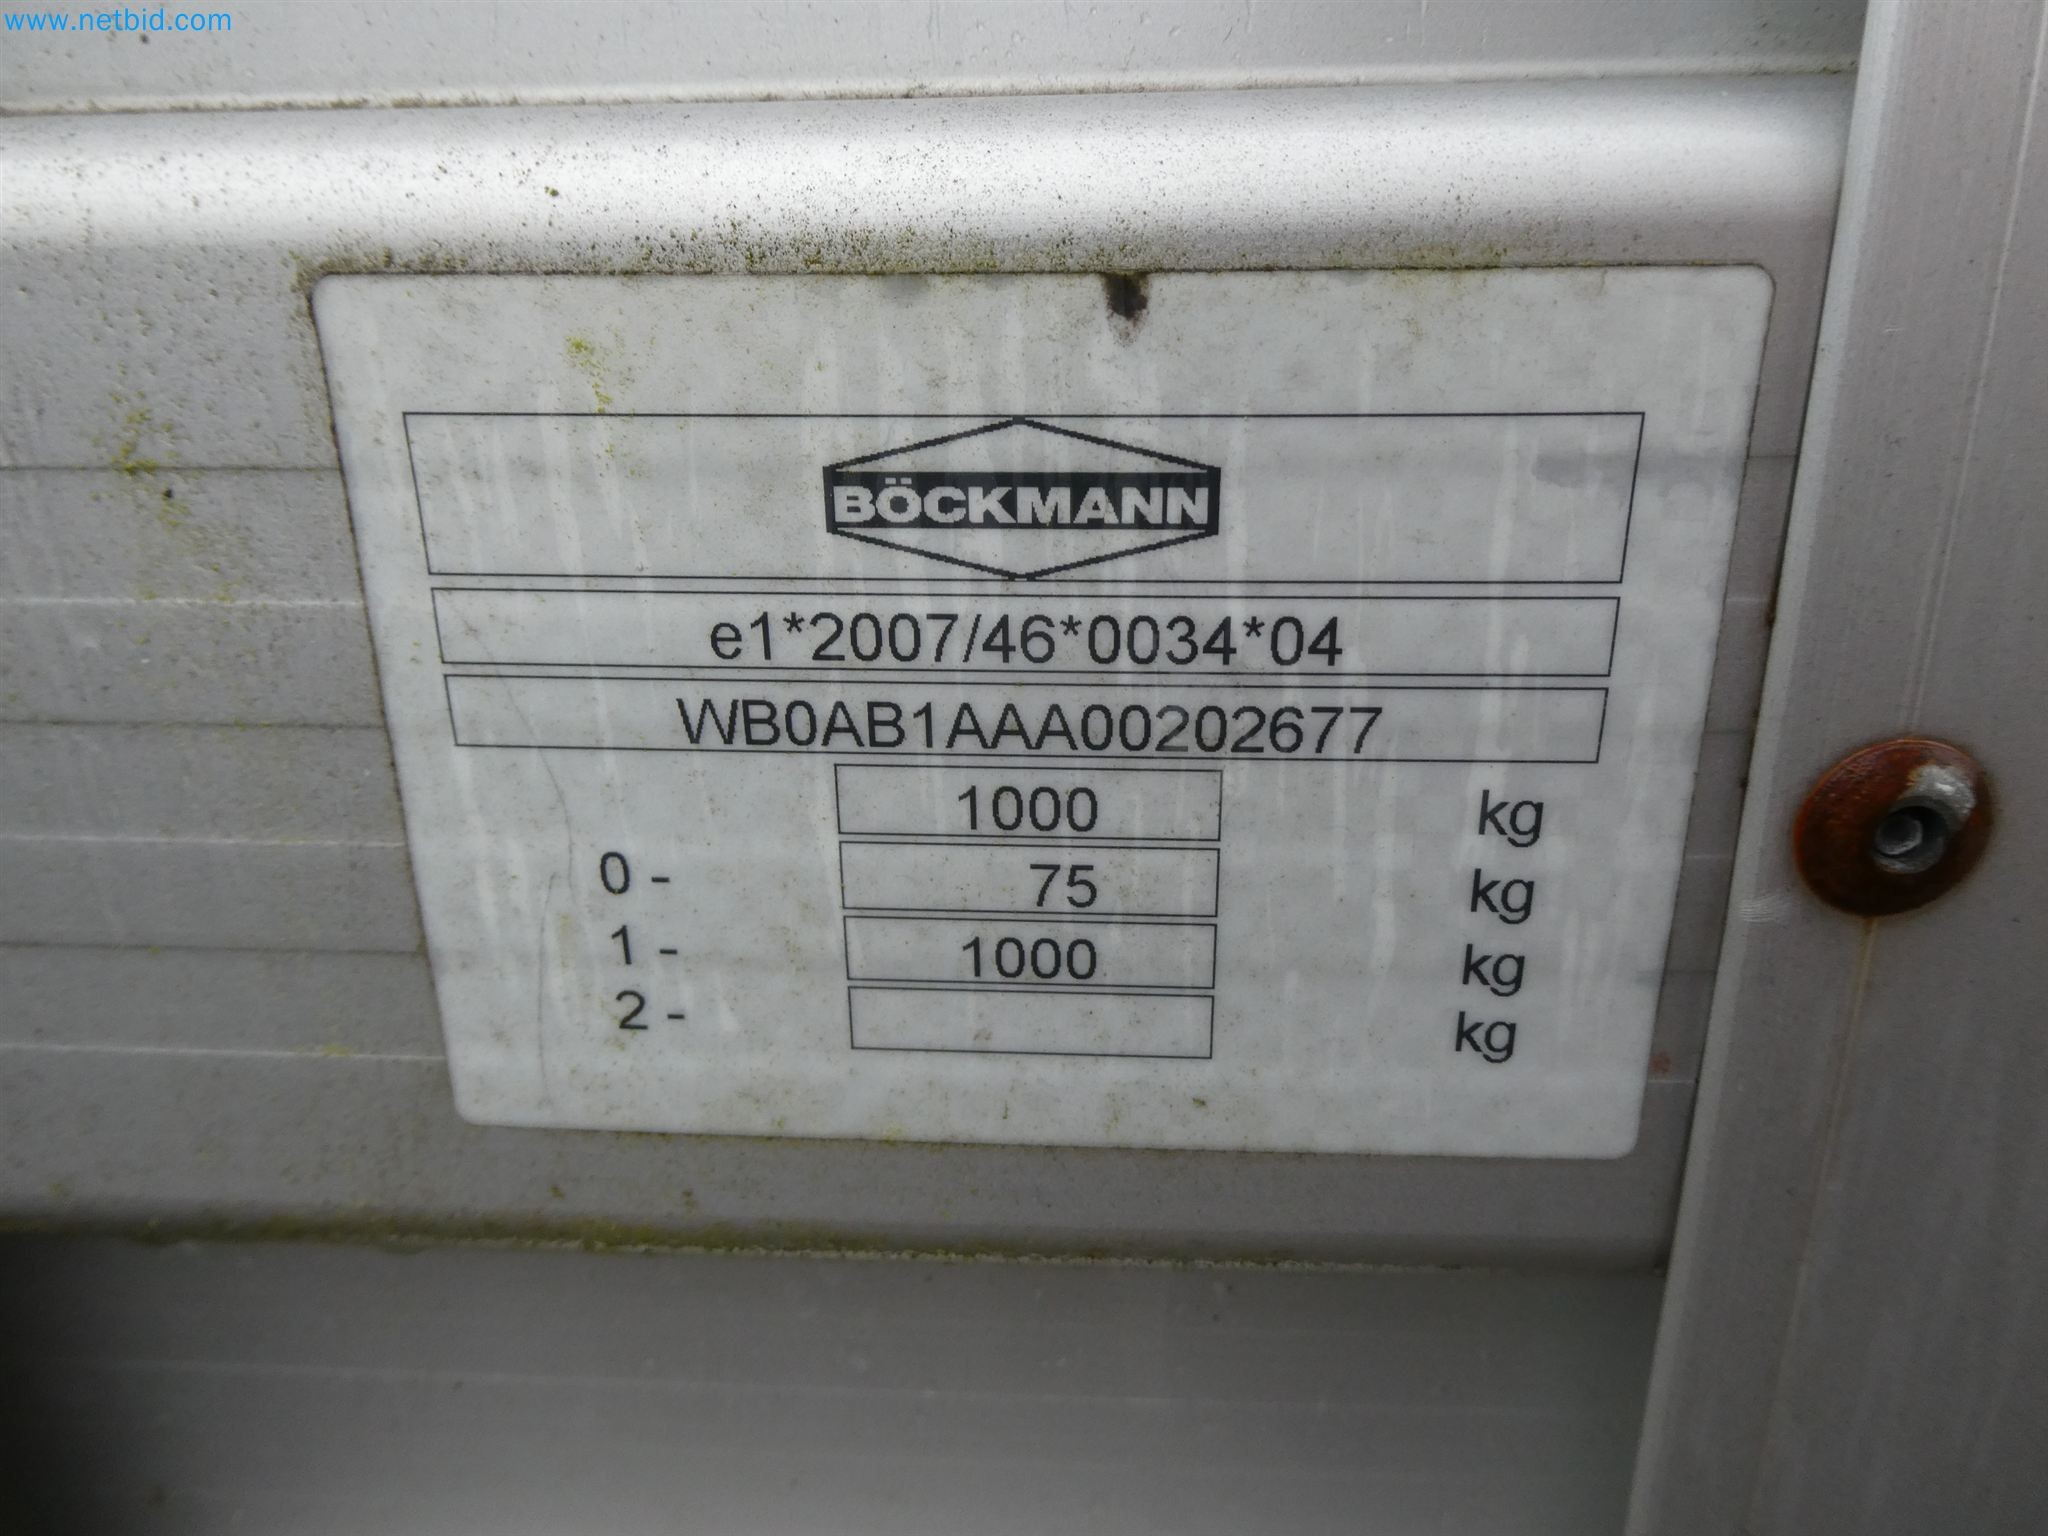 www.netbid.com
BÖCKMANN
e1*2007/46*0034*04
WB0AB1AAA00202677
1000 kg
0 - 75 kg
1 - 1000 kg
2 - kg